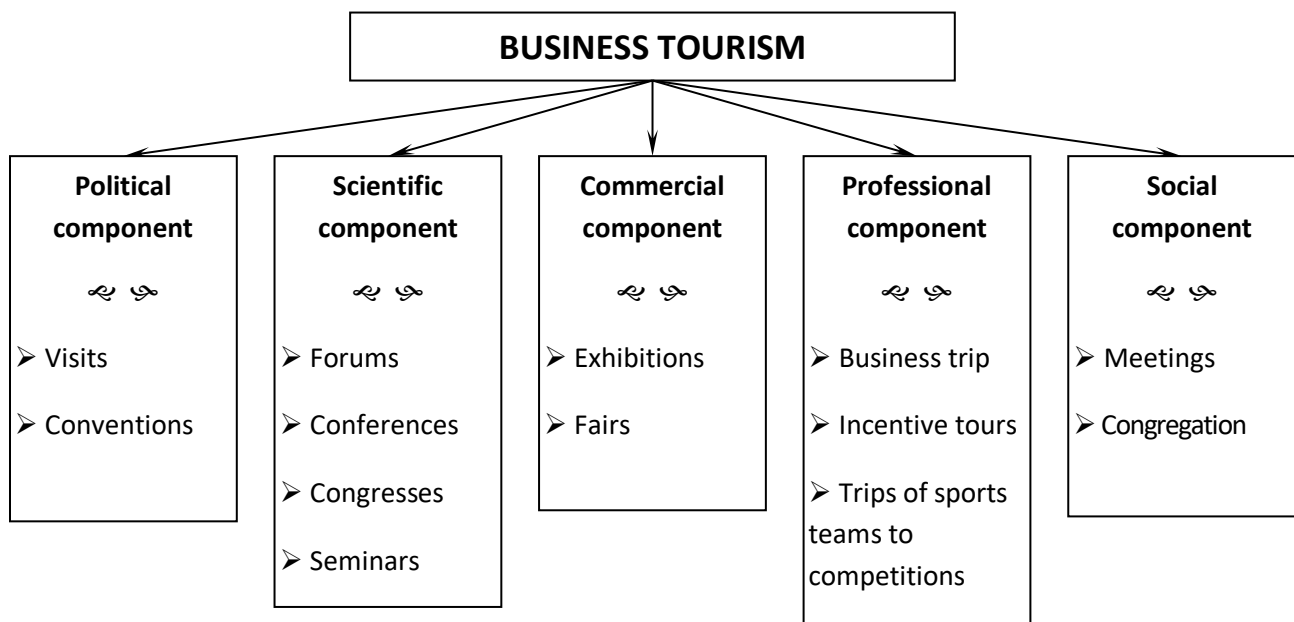 BUSINESS TOURISM
Political
component
➢ Visits
➢ Conventions
Scientific
component
➢ Forums
➢ Conferences
➢ Congresses
➢ Seminars
Commercial
component
➢ Exhibitions
➢ Fairs
Professional
component
➢ Business trip
➢ Incentive tours
➢ Trips of sports
teams to
competitions
Social
component
➢ Meetings
➢ Congregation